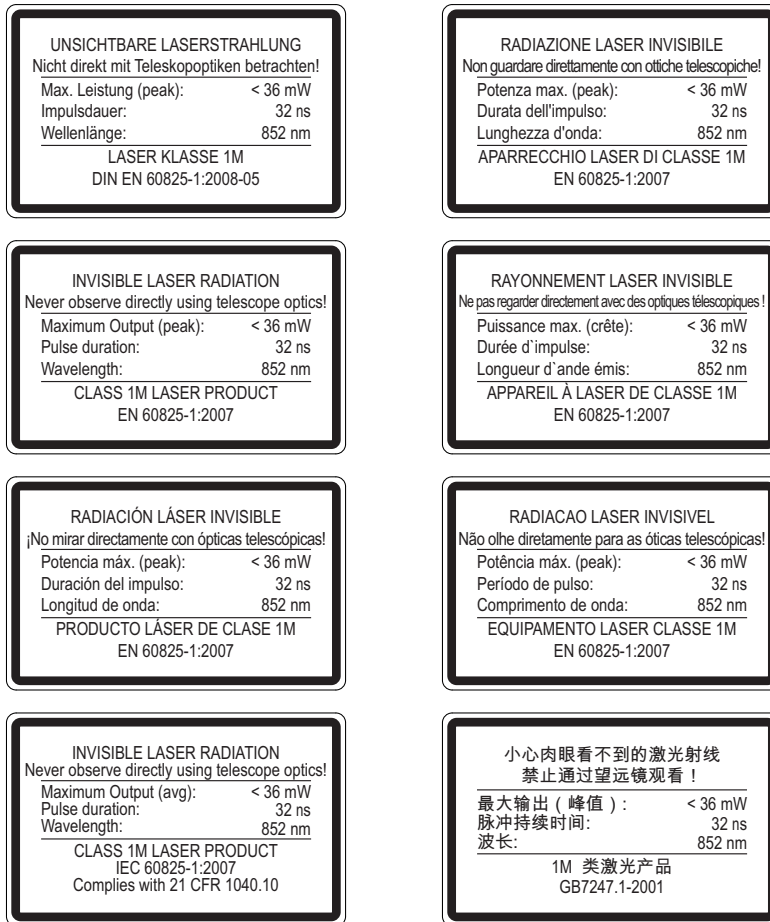 UNSICHTBARE LASERSTRAHLUNG
Nicht direkt mit Teleskopoptiken betrachten!
Max. Leistung (peak): < 36 mW
Impulsdauer: 32 ns
Wellenlänge: 852 nm
LASER KLASSE 1M
DIN EN 60825-1:2008-05
RADIAZIONE LASER INVISIBILE
Non guardare direttamente con ottiche telescopiche!
Potenza max. (peak): < 36 mW
Durata dell'impulso: 32 ns
Lunghezza d'onda: 852 nm
APARRECCHIO LASER DI CLASSE 1M
EN 60825-1:2007
INVISIBLE LASER RADIATION
Never observe directly using telescope optics!
Maximum Output (peak): < 36 mW
Pulse duration: 32 ns
Wavelength: 852 nm
CLASS 1M LASER PRODUCT
EN 60825-1:2007
RAYONNEMENT LASER INVISIBLE
Ne pas regarder directement avec des optiques télescopiques !
Puissance max. (crête): < 36 mW
Durée d`impulse: 32 ns
Longueur d`ande émis: 852 nm
APPAREIL À LASER DE CLASSE 1M
EN 60825-1:2007
RADIACIÓN LÁSER INVISIBLE
¡No mirar directamente con ópticas telescópicas!
Potencia máx. (peak): < 36 mW
Duración del impulso: 32 ns
Longitud de onda: 852 nm
PRODUCTO LÁSER DE CLASE 1M
EN 60825-1:2007
RADIACAO LASER INVISIVEL
Não olhe diretamente para as óticas telescópicas!
Potência máx. (peak): < 36 mW
Período de pulso: 32 ns
Comprimento de onda: 852 nm
EQUIPAMENTO LASER CLASSE 1M
EN 60825-1:2007
INVISIBLE LASER RADIATION
Never observe directly using telescope optics!
Maximum Output (avg): < 36 mW
Pulse duration: 32 ns
Wavelength: 852 nm
CLASS 1M LASER PRODUCT
IEC 60825-1:2007
Complies with 21 CFR 1040.10
小心肉眼看不到的激光射线
禁止通过望远镜观看！
最大输出（峰值）: < 36 mW
脉冲持续时间: 32 ns
波长: 852 nm
1M 类激光产品
GB7247.1-2001